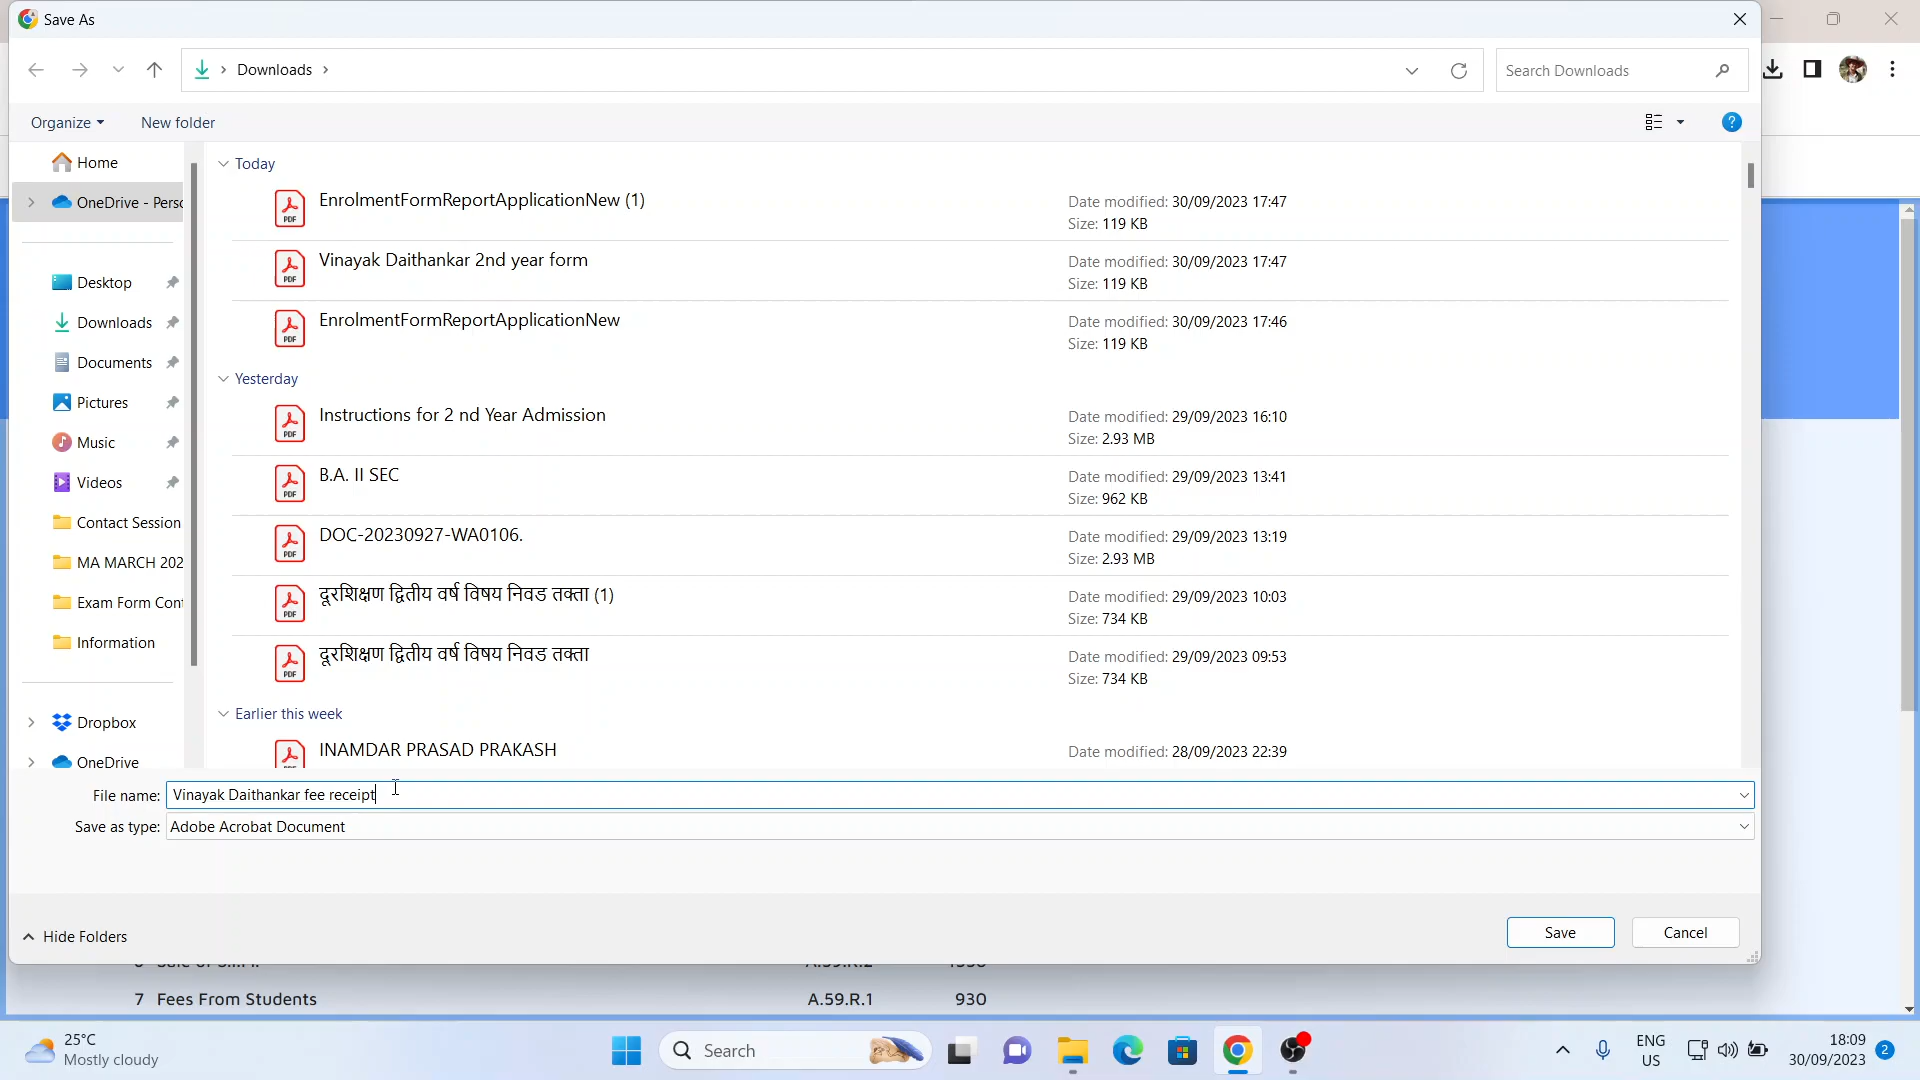 Save As
Downloads
Search Downloads
Organize
New folder
Home
OneDrive - Perso
Desktop
Downloads
Documents
Pictures
Music
Videos
Contact Session
MA MARCH 202
Exam Form Con
Information
Dropbox
OneDrive
Today
EnrolmentFormReportApplicationNew (1)
Date modified: 30/09/2023 17:47
Size: 119 KB
Vinayak Daithankar 2nd year form
Date modified: 30/09/2023 17:47
Size: 119 KB
EnrolmentFormReportApplicationNew
Date modified: 30/09/2023 17:46
Size: 119 KB
Yesterday
Instructions for 2 nd Year Admission
Date modified: 29/09/2023 16:10
Size: 2.93 MB
B.A. II SEC
Date modified: 29/09/2023 13:41
Size: 962 KB
DOC-20230927-WA0106.
Date modified: 29/09/2023 13:19
Size: 2.93 MB
दूरशिक्षण द्वितीय वर्ष विषय निवड तक्ता (1)
Date modified: 29/09/2023 10:03
Size: 734 KB
दूरशिक्षण द्वितीय वर्ष विषय निवड तक्ता
Date modified: 29/09/2023 09:53
Size: 734 KB
Earlier this week
INAMDAR PRASAD PRAKASH
Date modified: 28/09/2023 22:39
File name: Vinayak Daithankar fee receipt
Save as type: Adobe Acrobat Document
Hide Folders
Save
Cancel
7 Fees From Students A.59.R.1 930
25°C
Mostly cloudy
Search
ENG
US
18:09
30/09/2023
2